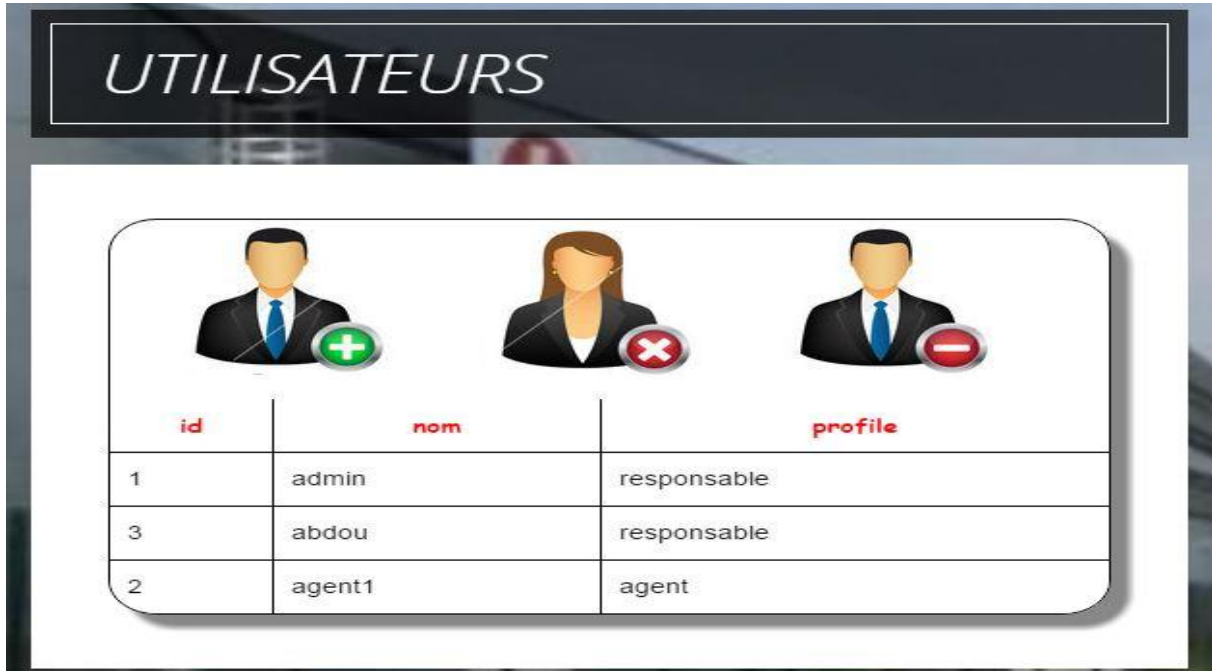 UTILISATEURS
id nom profile
1 admin responsable
3 abdou responsable
2 agent1 agent